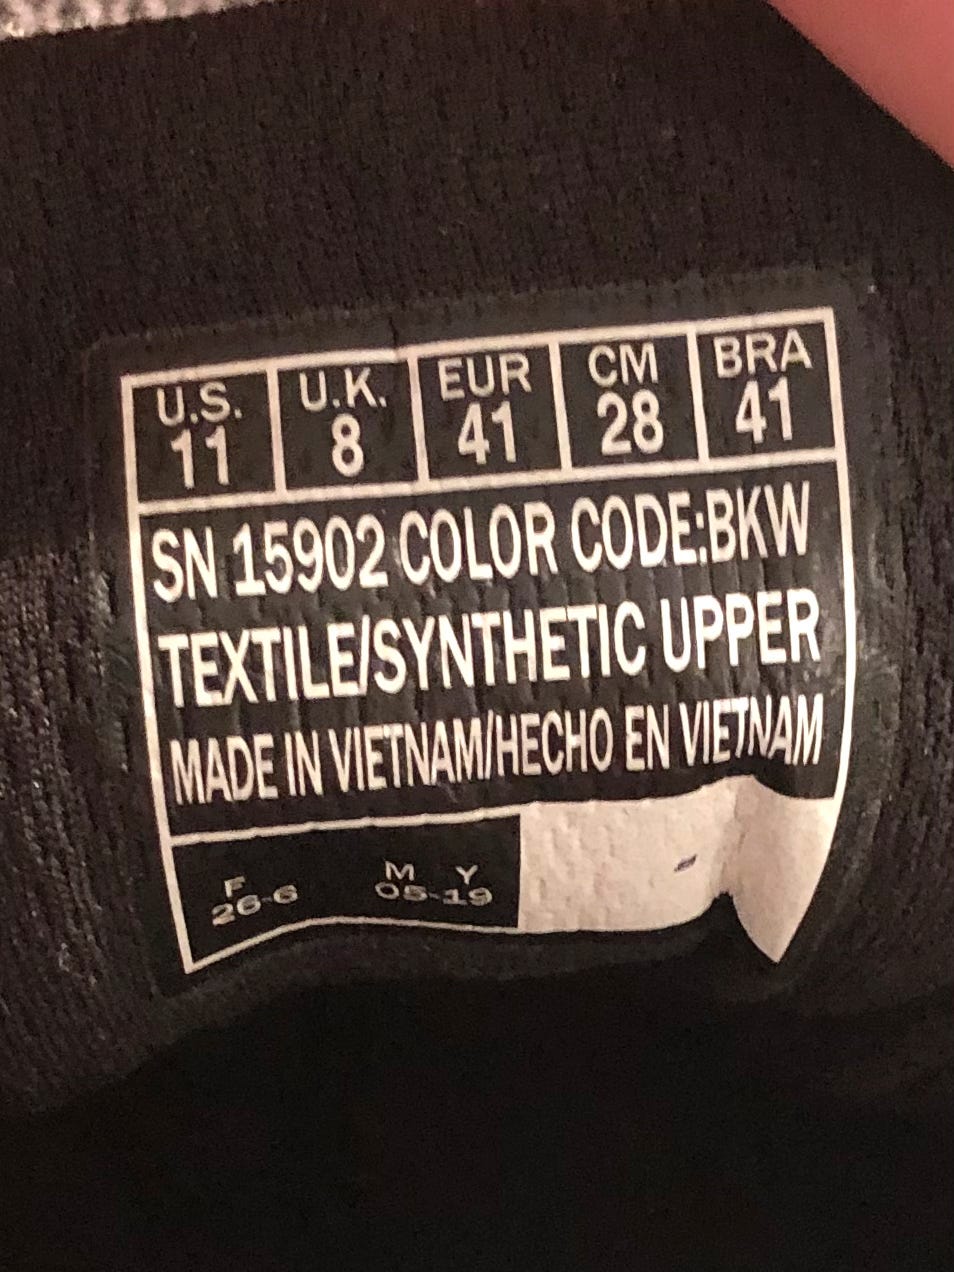 U.S. U.K. EUR CM BRA
11 8 41 28 41
SN 15902 COLOR CODE:BKW
TEXTILE/SYNTHETIC UPPER
MADE IN VIETNAM/HECHO EN VIETNAM
F M Y
26-6 05-19